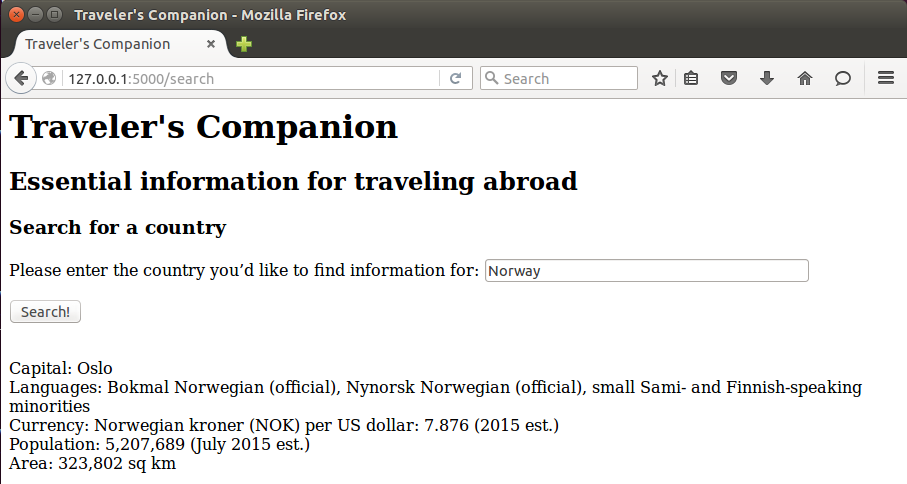 Traveler's Companion - Mozilla Firefox
Traveler's Companion
127.0.0.1:5000/search
Search
Traveler's Companion
Essential information for traveling abroad
Search for a country
Please enter the country you’d like to find information for: Norway
Search!
Capital: Oslo
Languages: Bokmal Norwegian (official), Nynorsk Norwegian (official), small Sami- and Finnish-speaking
minorities
Currency: Norwegian kroner (NOK) per US dollar: 7.876 (2015 est.)
Population: 5,207,689 (July 2015 est.)
Area: 323,802 sq km